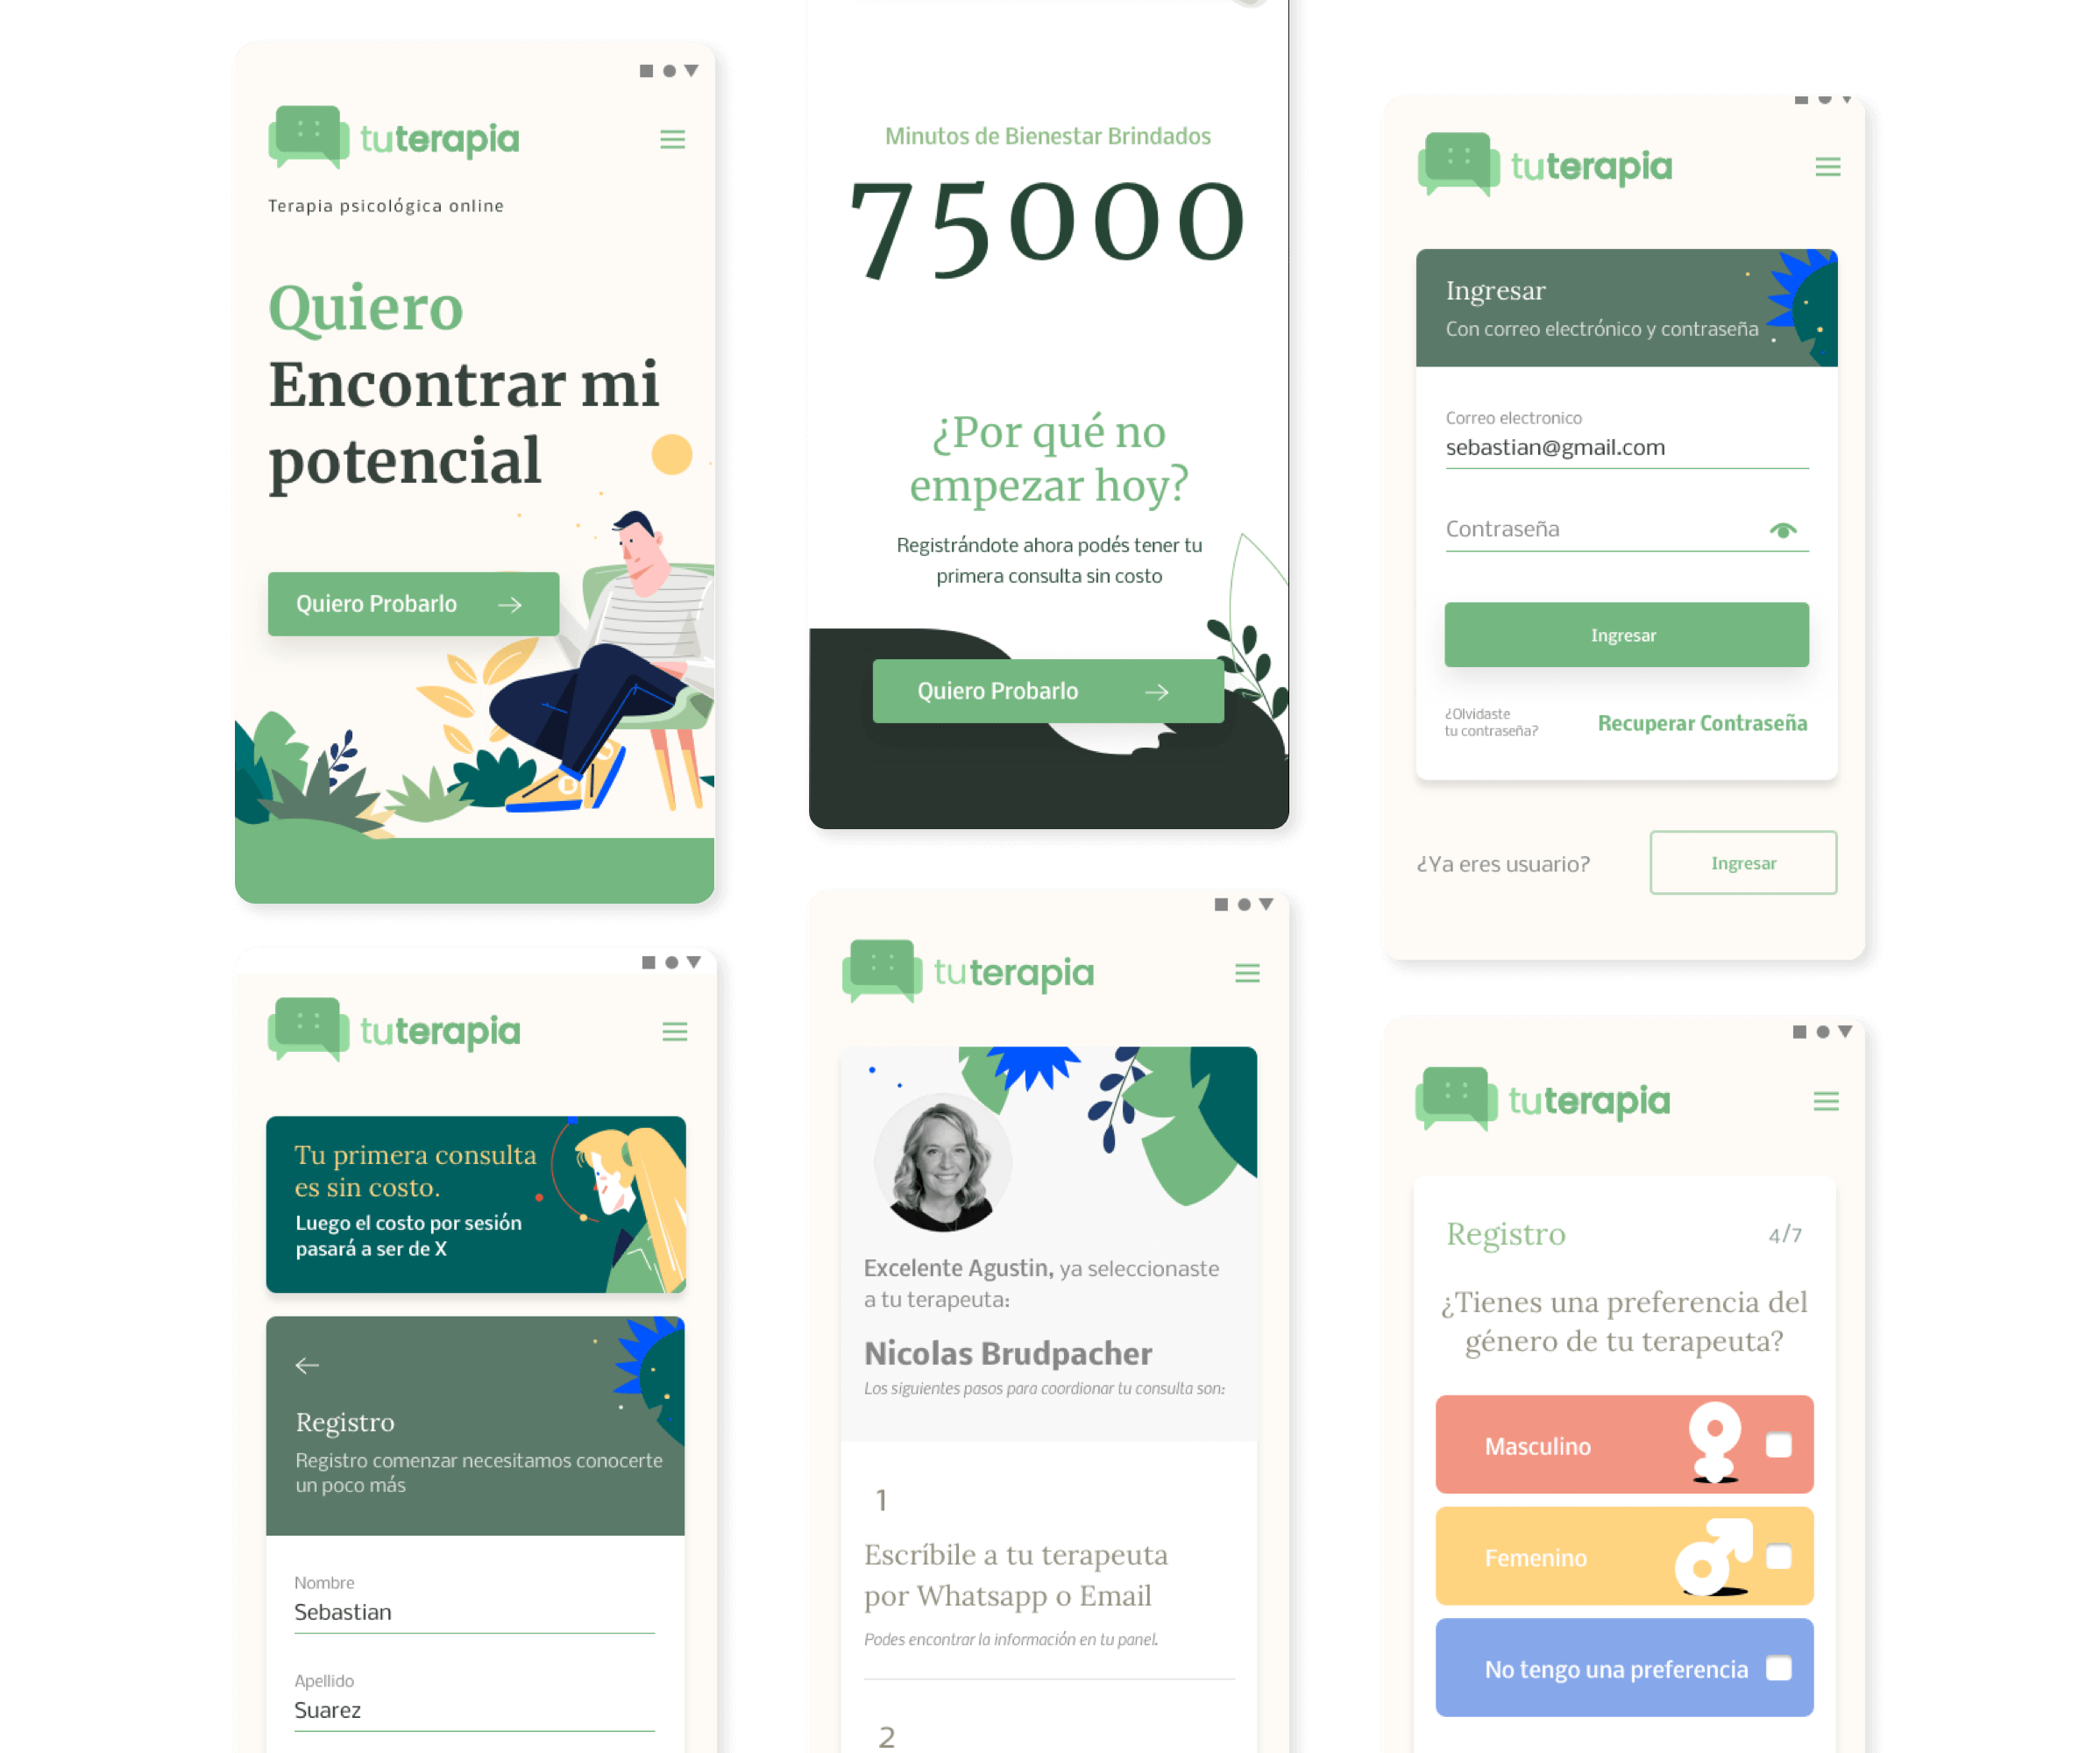 tuterapia
Terapia psicológica online
Quiero
Encontrar mi
potencial
Quiero Probarlo
Minutos de Bienestar Brindados
75000
¿Por qué no
empezar hoy?
Registrándote ahora podés tener tu
primera consulta sin costo
Quiero Probarlo
tuterapia
Ingresar
Con correo electrónico y contraseña
Correo electronico
sebastian@gmail.com
Contraseña
Ingresar
¿Olvidaste
tu contraseña?
Recuperar Contraseña
¿Ya eres usuario?
Ingresar
tuterapia
Tu primera consulta
es sin costo.
Luego el costo por sesión
pasará a ser de X
Registro
Registro comenzar necesitamos conocerte
un poco más
Nombre
Sebastian
Apellido
Suarez
tuterapia
Excelente Agustin, ya seleccionaste
a tu terapeuta:
Nicolas Brudpacher
Los siguientes pasos para coordionar tu consulta son:
1
Escríbile a tu terapeuta
por Whatsapp o Email
Podes encontrar la información en tu panel.
2
tuterapia
Registro
4/7
¿Tienes una preferencia del
género de tu terapeuta?
Masculino
Femenino
No tengo una preferencia